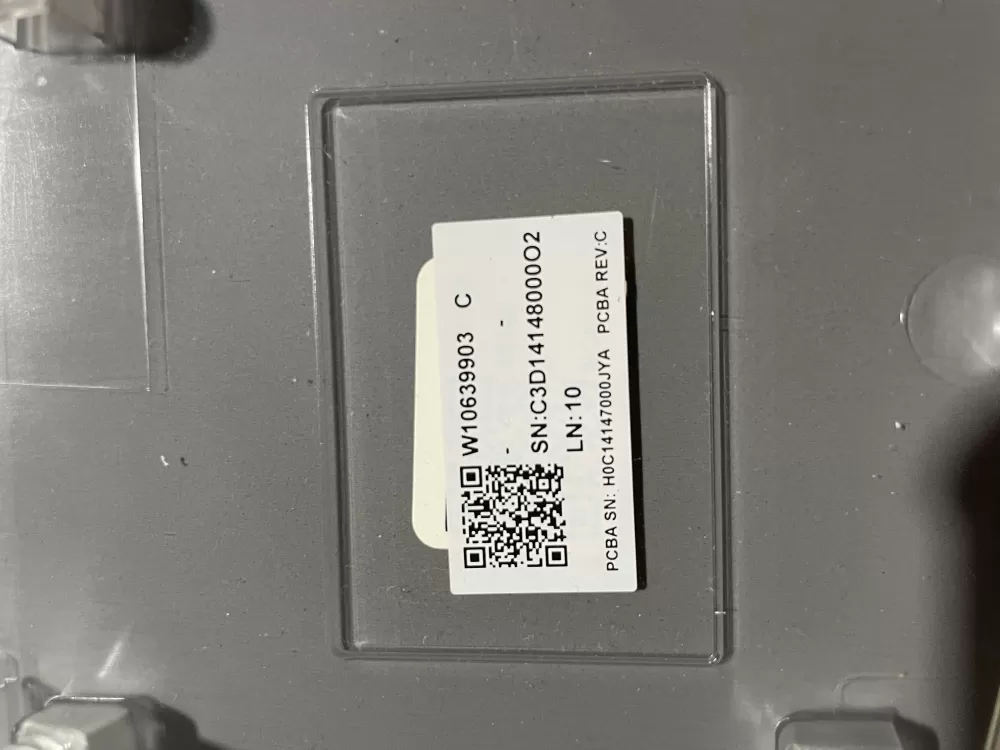 W10639903 C
- -
SN:C3D1414800002
LN:10
PCBA SN: H0C14147000JYA PCBA REV:C